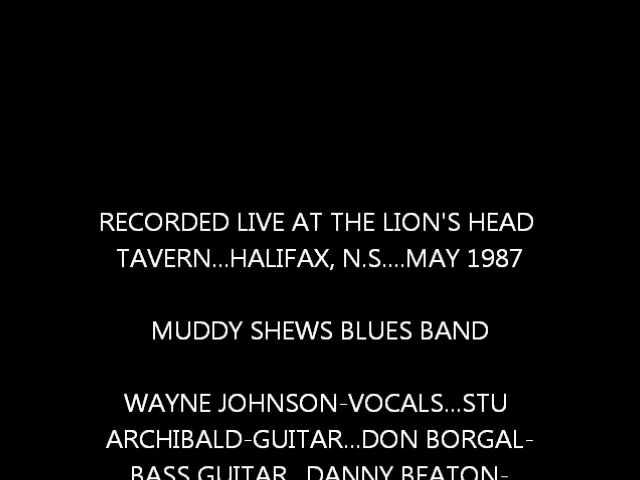 RECORDED LIVE AT THE LION'S HEAD
TAVERN...HALIFAX, N.S....MAY 1987
MUDDY SHEWS BLUES BAND
WAYNE JOHNSON-VOCALS...STU
ARCHIBALD-GUITAR...DON BORGAL-
BASS GUITAR...DANNY BEATON-